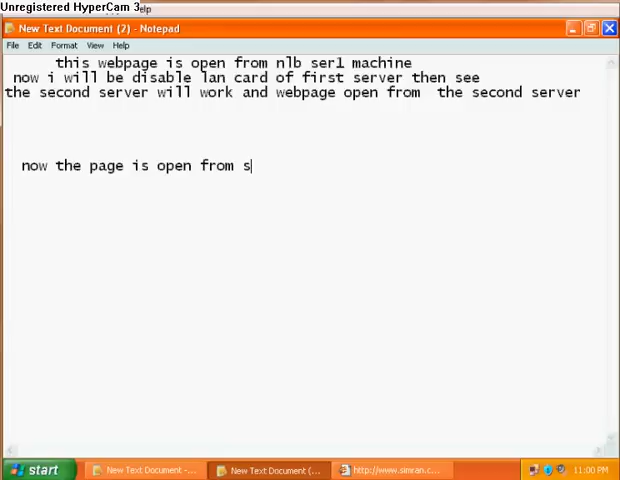 Unregistered HyperCam 3
elp
New Text Document (2) - Notepad
File Edit Format View Help
this webpage is open from nlb ser1 machine
now i will be disable lan card of first server then see
the second server will work and webpage open from the second server
now the page is open from s
start
New Text Document -...
New Text Document (...
http://www.simran.c...
11:00 PM